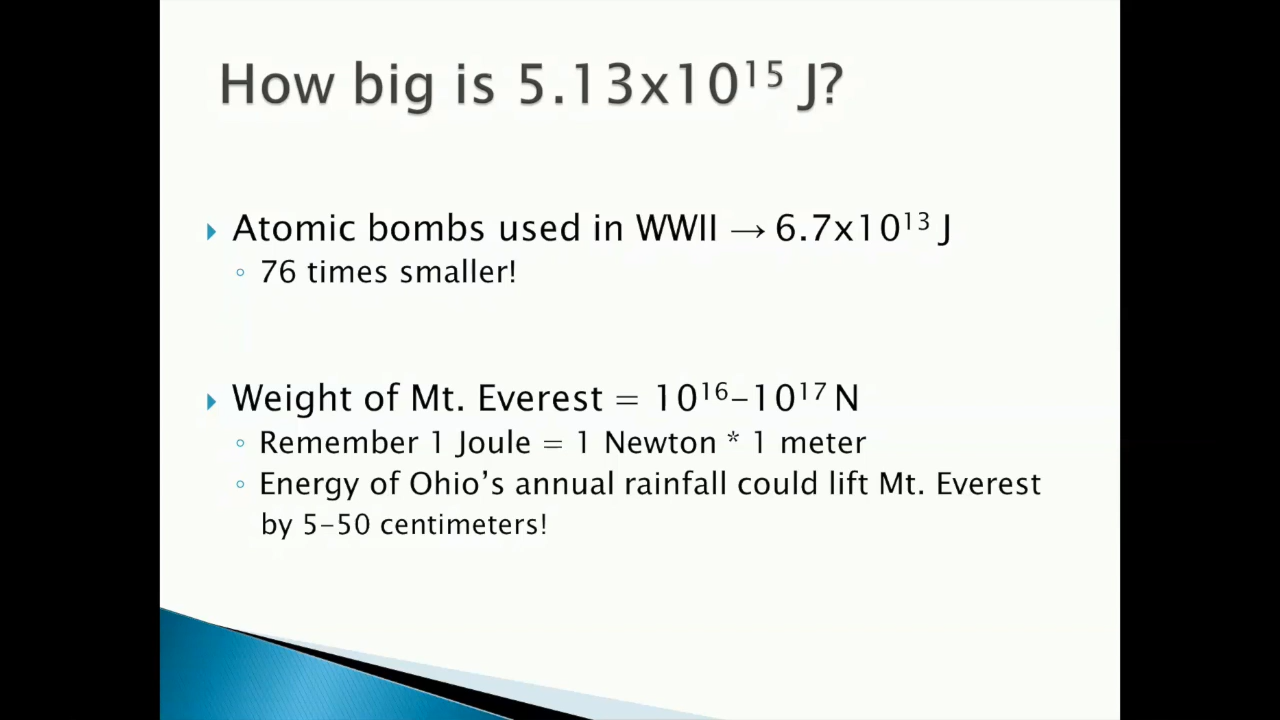 How big is 5.13x10¹⁵ J?
Atomic bombs used in WWII → 6.7x10¹³ J
76 times smaller!
Weight of Mt. Everest = 10¹⁶–10¹⁷ N
Remember 1 Joule = 1 Newton * 1 meter
Energy of Ohio’s annual rainfall could lift Mt. Everest
by 5–50 centimeters!